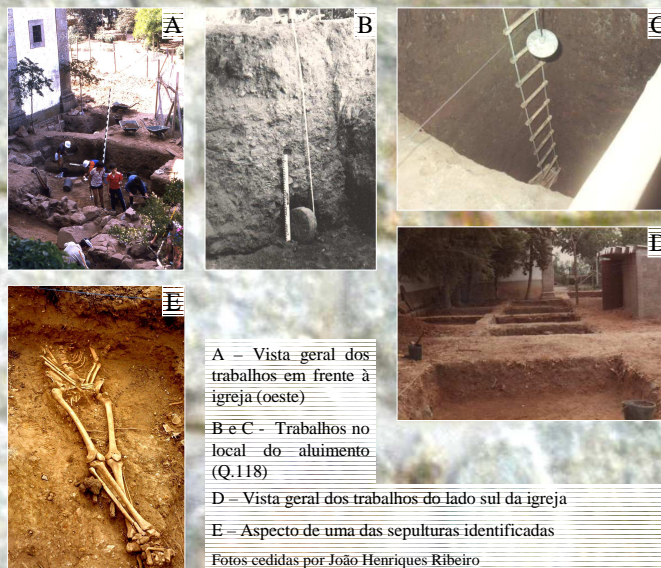 A
B
C
D
E
A – Vista geral dos
trabalhos em frente à
igreja (oeste)
B e C - Trabalhos no
local do aluimento
(Q.118)
D – Vista geral dos trabalhos do lado sul da igreja
E – Aspecto de uma das sepulturas identificadas
Fotos cedidas por João Henriques Ribeiro